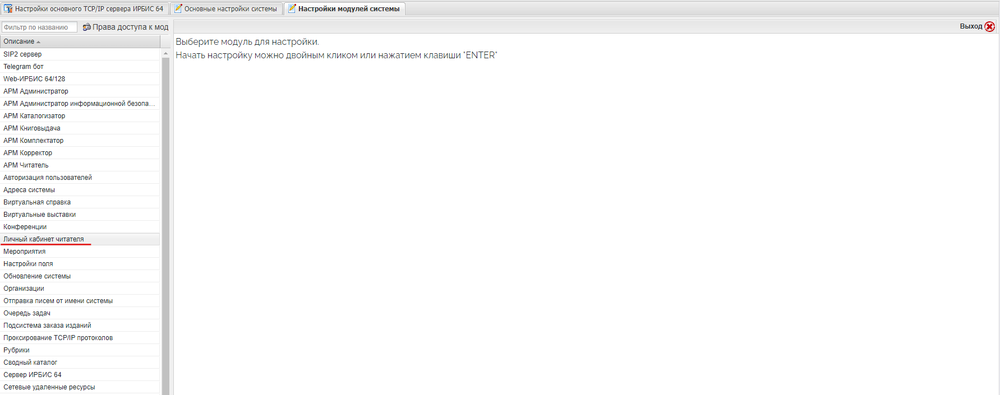 Настройки основного TCP/IP сервера ИРБИС 64
Основные настройки системы
Настройки модулей системы
Фильтр по названию
Права доступа к мод
Выход
Описание
Выберите модуль для настройки.
Начать настройку можно двойным кликом или нажатием клавиши "ENTER"
SIP2 сервер
Telegram бот
Web-ИРБИС 64/128
АРМ Администратор
АРМ Администратор информационной безопа...
АРМ Каталогизатор
АРМ Книговыдача
АРМ Комплектатор
АРМ Корректор
АРМ Читатель
Авторизация пользователей
Адреса системы
Виртуальная справка
Виртуальные выставки
Конференции
Личный кабинет читателя
Мероприятия
Настройки поля
Обновление системы
Организации
Отправка писем от имени системы
Очередь задач
Подсистема заказа изданий
Проксирование TCP/IP протоколов
Рубрики
Сводный каталог
Сервер ИРБИС 64
Сетевые удаленные ресурсы